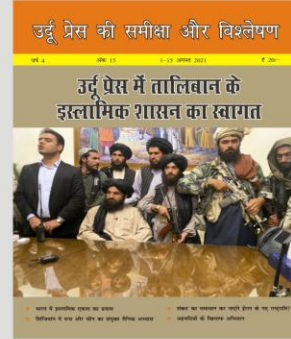 उर्दू प्रेस की समीक्षा और विश्लेषण
वर्ष 4 अंक 15 1-15 अगस्त 2021 ₹ 20/-
उर्दू प्रेस में तालिबान के
इस्लामिक शासन का स्वागत